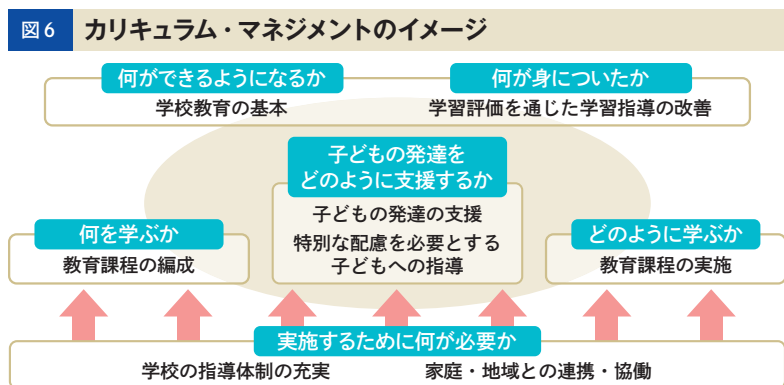 図6 カリキュラム・マネジメントのイメージ
何ができるようになるか
学校教育の基本
何が身についたか
学習評価を通じた学習指導の改善
子どもの発達を
どのように支援するか
子どもの発達の支援
特別な配慮を必要とする
子どもへの指導
何を学ぶか
教育課程の編成
どのように学ぶか
教育課程の実施
実施するために何が必要か
学校の指導体制の充実
家庭・地域との連携・協働